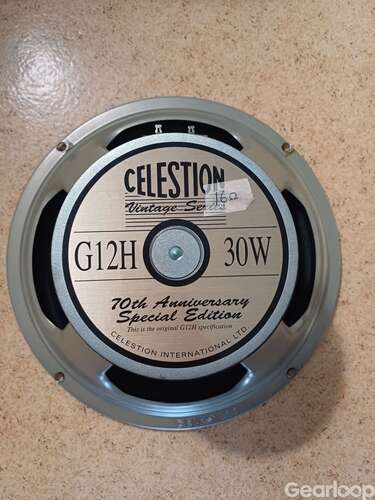 CELESTION
Vintage Series
16Ω
G12H 30W
70th Anniversary
Special Edition
This is the original G12H specification
CELESTION INTERNATIONAL LTD.
Gearloop